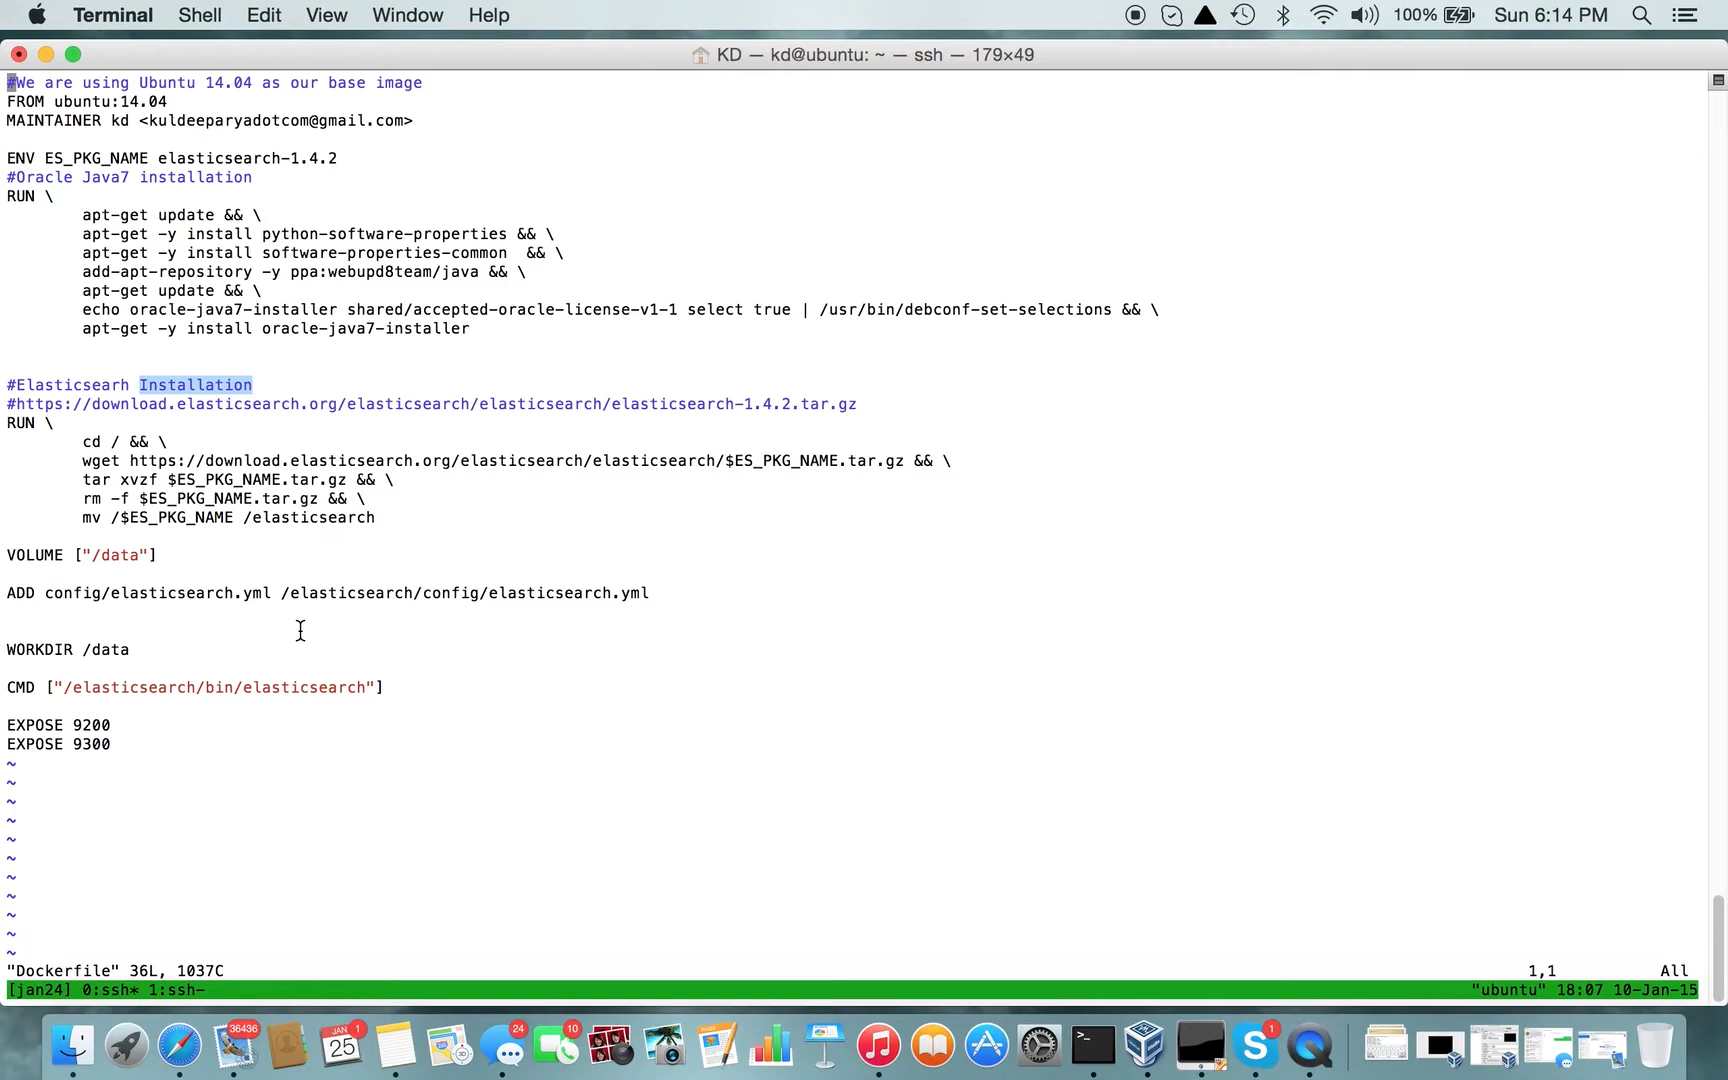 Terminal Shell Edit View Window Help 100% Sun 6:14 PM
KD — kd@ubuntu: ~ — ssh — 179×49
#We are using Ubuntu 14.04 as our base image
FROM ubuntu:14.04
MAINTAINER kd <kuldeeparyadotcom@gmail.com>
ENV ES_PKG_NAME elasticsearch-1.4.2
#Oracle Java7 installation
RUN \
apt-get update && \
apt-get -y install python-software-properties && \
apt-get -y install software-properties-common  && \
add-apt-repository -y ppa:webupd8team/java && \
apt-get update && \
echo oracle-java7-installer shared/accepted-oracle-license-v1-1 select true | /usr/bin/debconf-set-selections && \
apt-get -y install oracle-java7-installer
#Elasticsearh Installation
#https://download.elasticsearch.org/elasticsearch/elasticsearch/elasticsearch-1.4.2.tar.gz
RUN \
cd / && \
wget https://download.elasticsearch.org/elasticsearch/elasticsearch/$ES_PKG_NAME.tar.gz && \
tar xvzf $ES_PKG_NAME.tar.gz && \
rm -f $ES_PKG_NAME.tar.gz && \
mv /$ES_PKG_NAME /elasticsearch
VOLUME ["/data"]
ADD config/elasticsearch.yml /elasticsearch/config/elasticsearch.yml
WORKDIR /data
CMD ["/elasticsearch/bin/elasticsearch"]
EXPOSE 9200
EXPOSE 9300
~
~
~
~
~
~
~
~
~
~
~
"Dockerfile" 36L, 1037C 1,1 All
[jan24] 0:ssh* 1:ssh- "ubuntu" 18:07 10-Jan-15
36436 JAN 25 1 24 10 1